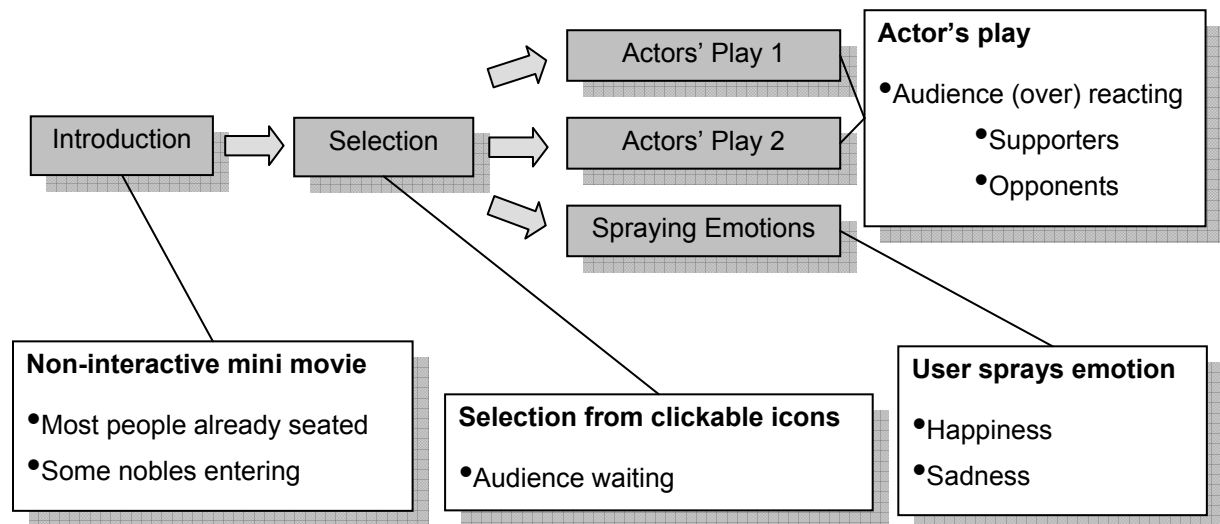 Introduction
Selection
Actors’ Play 1
Actors’ Play 2
Spraying Emotions
Actor’s play
•Audience (over) reacting
•Supporters
•Opponents
Non-interactive mini movie
•Most people already seated
•Some nobles entering
Selection from clickable icons
•Audience waiting
User sprays emotion
•Happiness
•Sadness